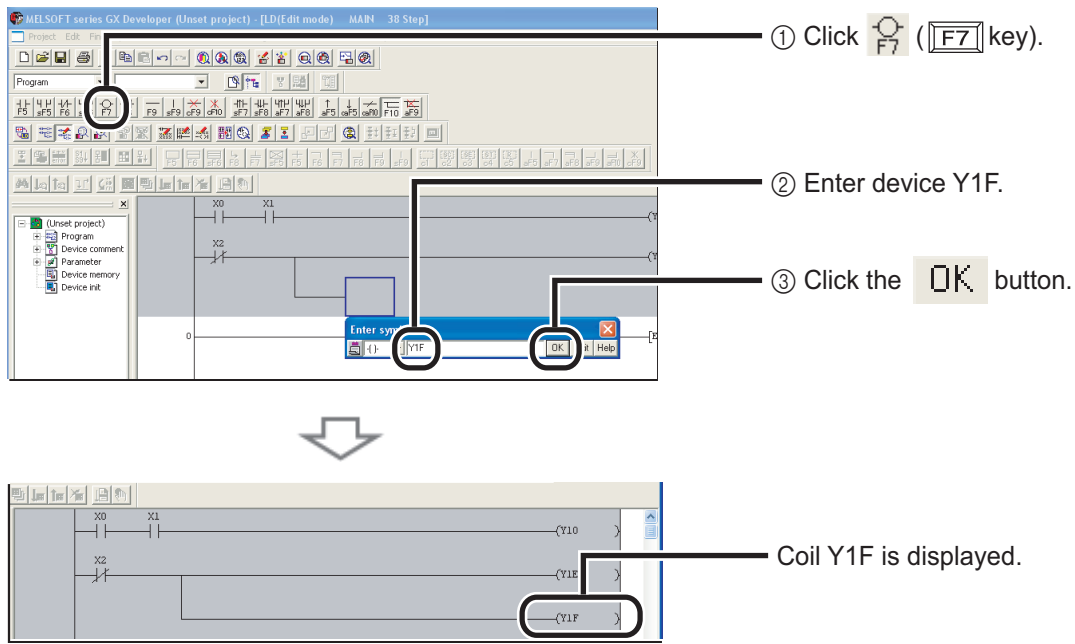 MELSOFT series GX Developer (Unset project) - [LD(Edit mode) MAIN 38 Step]
Project Edit
① Click F7 ( F7 key).
Program
F5 sF5 F6 F7 F9 sF9 cF9 cF10 sF7 sF8 aF7 aF8 aF5 caF5 caF10 F10 aF9
② Enter device Y1F.
X0 X1
(Unset project)
Program
Device comment
Parameter
Device memory
Device init
X2
③ Click the OK button.
0
Enter sym
Y1F
OK
Help
X0 X1
(Y10 )
X2
(Y1E )
Coil Y1F is displayed.
(Y1F )